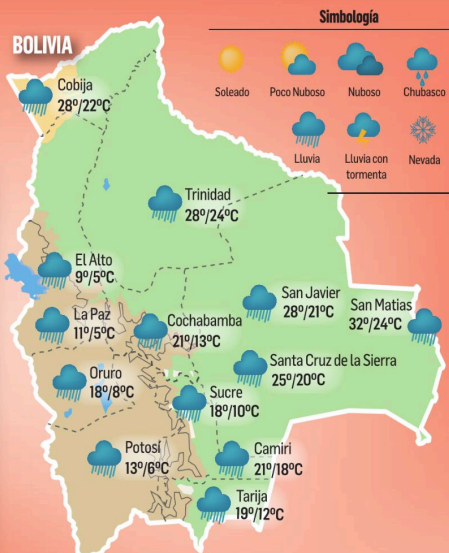 BOLIVIA
Simbología
Soleado
Poco Nuboso
Nuboso
Chubasco
Lluvia
Lluvia con
tormenta
Nevada
Cobija
28º/22ºC
Trinidad
28º/24ºC
El Alto
9º/5ºC
La Paz
11º/5ºC
Cochabamba
21º/13ºC
San Javier
28º/21ºC
San Matias
32º/24ºC
Oruro
18º/8ºC
Santa Cruz de la Sierra
25º/20ºC
Sucre
18º/10ºC
Potosí
13º/6ºC
Camiri
21º/18ºC
Tarija
19º/12ºC